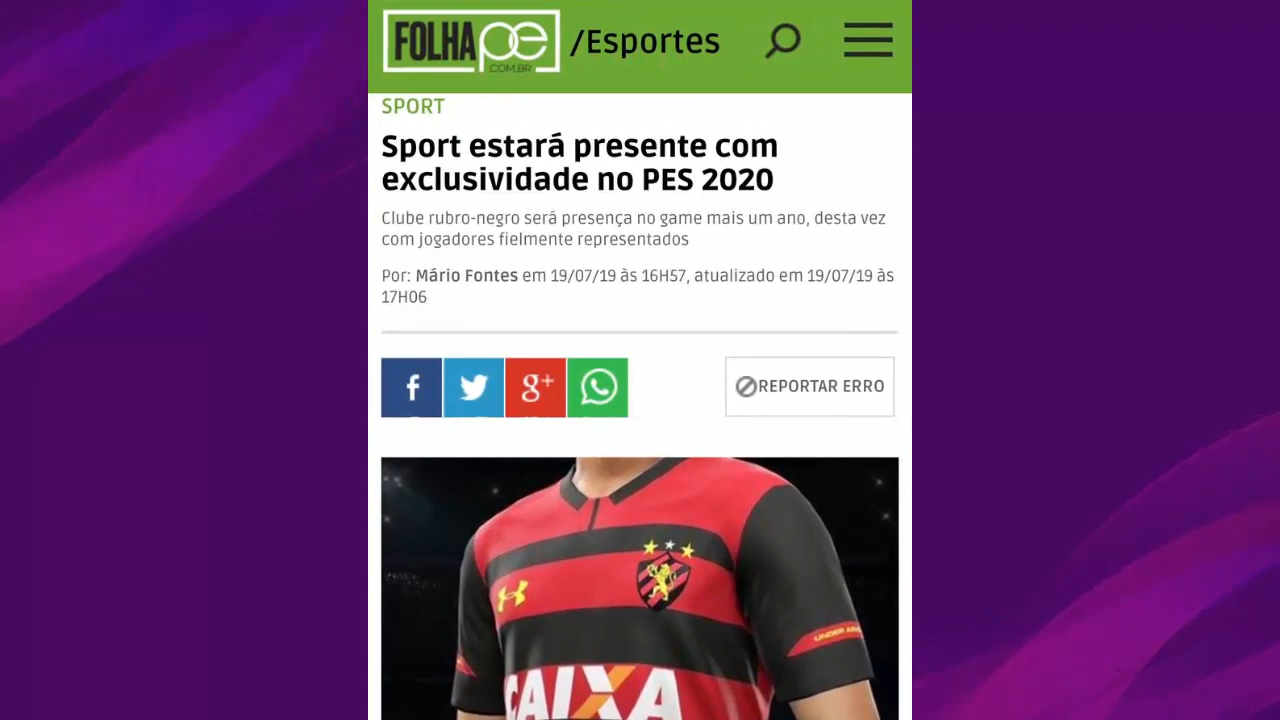 FOLHA pe /Esportes
.COM.BR
SPORT
Sport estará presente com
exclusividade no PES 2020
Clube rubro-negro será presença no game mais um ano, desta vez
com jogadores fielmente representados
Por: Mário Fontes em 19/07/19 às 16H57, atualizado em 19/07/19 às
17H06
f g+ REPORTAR ERRO
UNDER
CAIXA